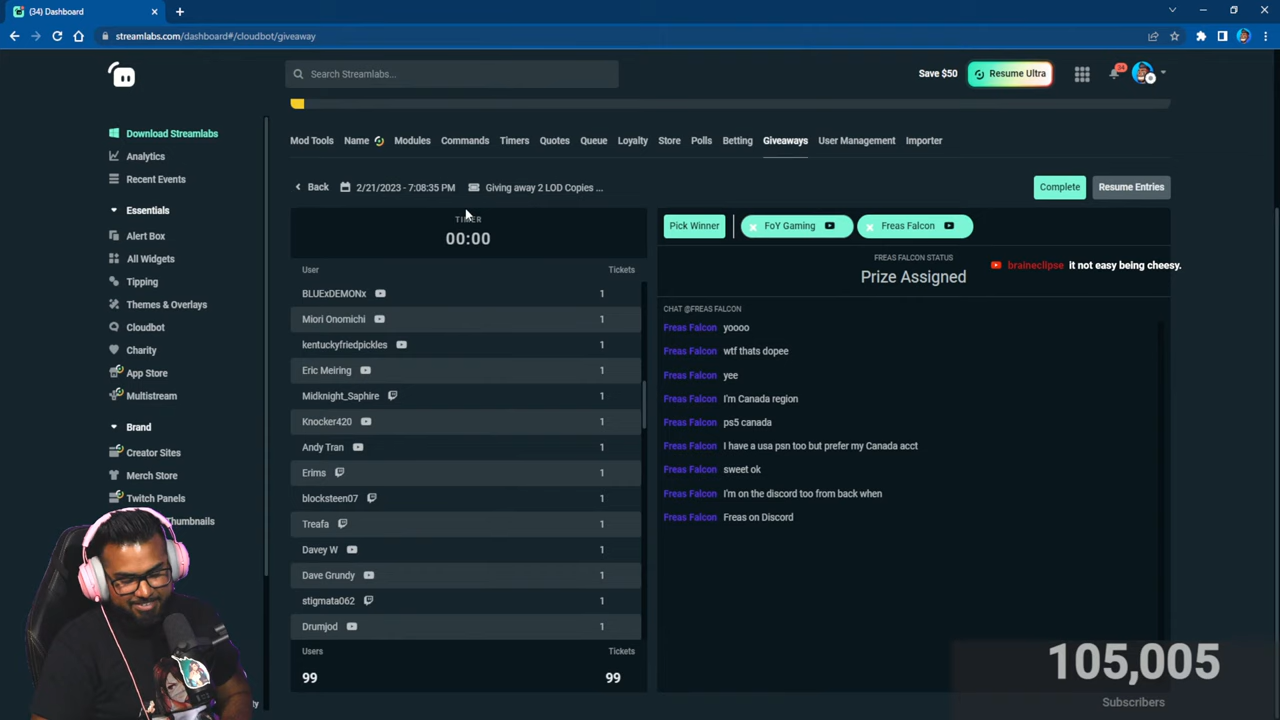 (34) Dashboard
streamlabs.com/dashboard#/cloudbot/giveaway
Search Streamlabs...
Save $50
Resume Ultra
34
Download Streamlabs
Analytics
Recent Events
Essentials
Alert Box
All Widgets
Tipping
Themes & Overlays
Cloudbot
Charity
App Store
Multistream
Brand
Creator Sites
Merch Store
Twitch Panels
Thumbnails
Mod Tools Name Modules Commands Timers Quotes Queue Loyalty Store Polls Betting Giveaways User Management Importer
Back 2/21/2023 - 7:08:35 PM Giving away 2 LOD Copies ...
Complete Resume Entries
TIMER
00:00
User Tickets
BLUExDEMONx 1
Miori Onomichi 1
kentuckyfriedpickles 1
Eric Meiring 1
Midknight_Saphire 1
Knocker420 1
Andy Tran 1
Erims 1
blocksteen07 1
Treafa 1
Davey W 1
Dave Grundy 1
stigmata062 1
Drumjod 1
Users Tickets
99 99
Pick Winner FoY Gaming Freas Falcon
FREAS FALCON STATUS
Prize Assigned
braineclipse it not easy being cheesy.
CHAT @FREAS FALCON
Freas Falcon yoooo
Freas Falcon wtf thats dopee
Freas Falcon yee
Freas Falcon I'm Canada region
Freas Falcon ps5 canada
Freas Falcon I have a usa psn too but prefer my Canada acct
Freas Falcon sweet ok
Freas Falcon I'm on the discord too from back when
Freas Falcon Freas on Discord
105,005
Subscribers